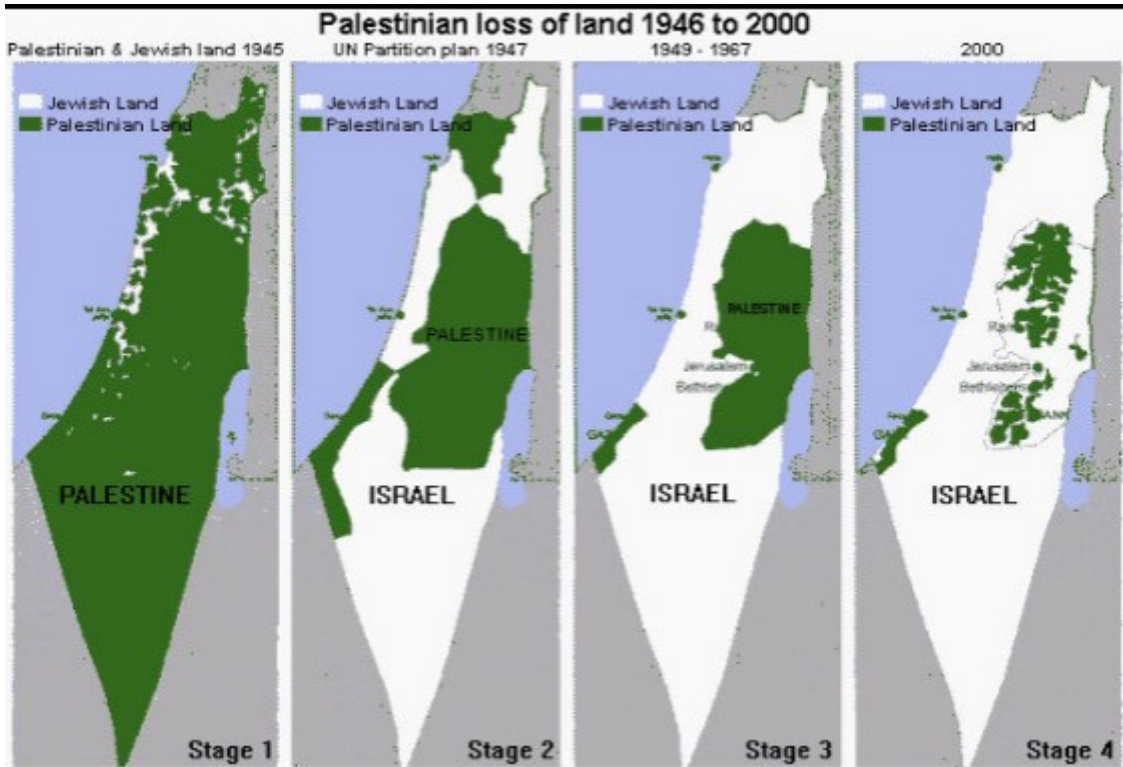 Palestinian loss of land 1946 to 2000
Palestinian & Jewish land 1945
UN Partition plan 1947
1949 - 1967
2000
Jewish Land
Palestinian Land
PALESTINE
Stage 1
Jewish Land
Palestinian Land
PALESTINE
ISRAEL
Stage 2
Jewish Land
Palestinian Land
PALESTINE
Jerusalem
ISRAEL
Stage 3
Jewish Land
Palestinian Land
Jerusalem
Bethlehem
ISRAEL
Stage 4